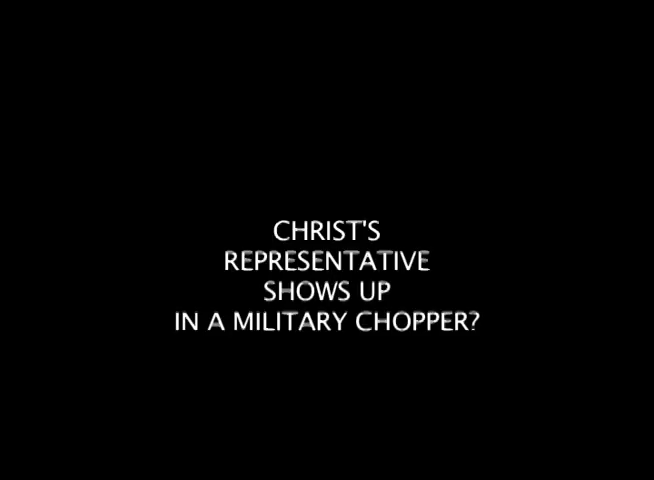 CHRIST'S
REPRESENTATIVE
SHOWS UP
IN A MILITARY CHOPPER?